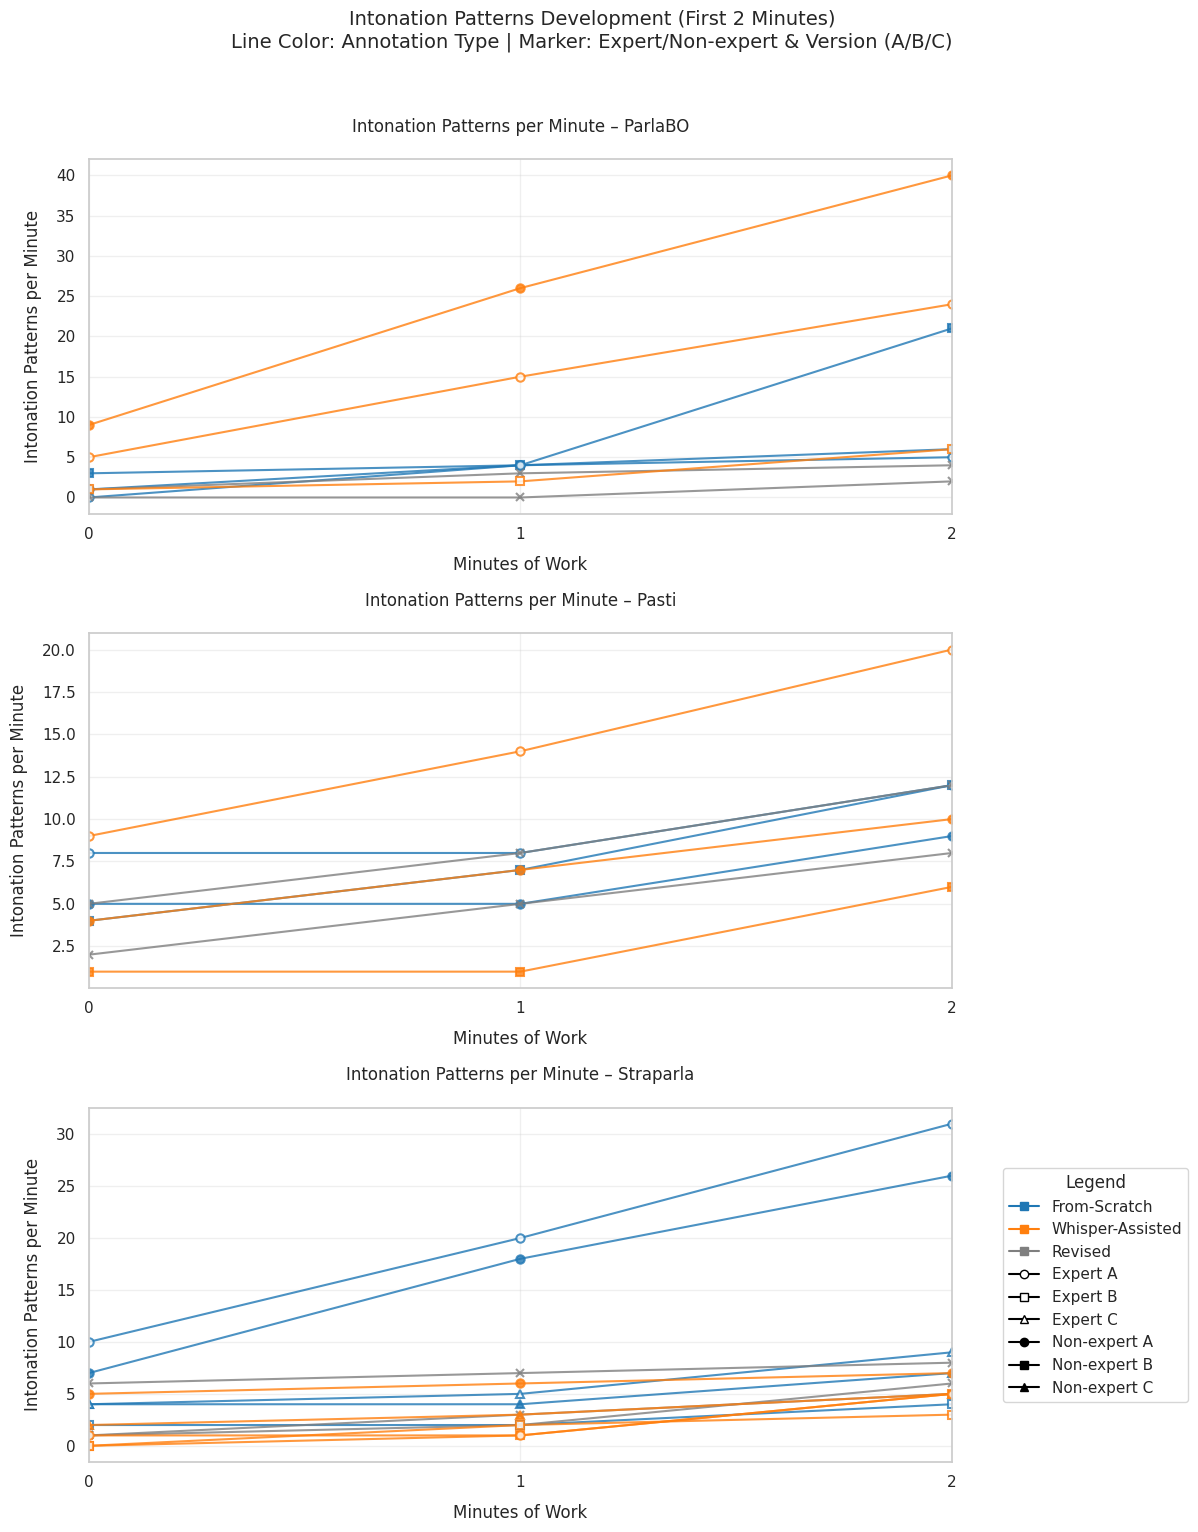 Intonation Patterns Development (First 2 Minutes)
Line Color: Annotation Type | Marker: Expert/Non-expert & Version (A/B/C)
Intonation Patterns per Minute – ParlaBO
Intonation Patterns per Minute
40
35
30
25
20
15
10
5
0
0
1
2
Minutes of Work
Intonation Patterns per Minute – Pasti
Intonation Patterns per Minute
20.0
17.5
15.0
12.5
10.0
7.5
5.0
2.5
0
1
2
Minutes of Work
Intonation Patterns per Minute – Straparla
Intonation Patterns per Minute
30
25
20
15
10
5
0
0
1
2
Minutes of Work
Legend
From-Scratch
Whisper-Assisted
Revised
Expert A
Expert B
Expert C
Non-expert A
Non-expert B
Non-expert C